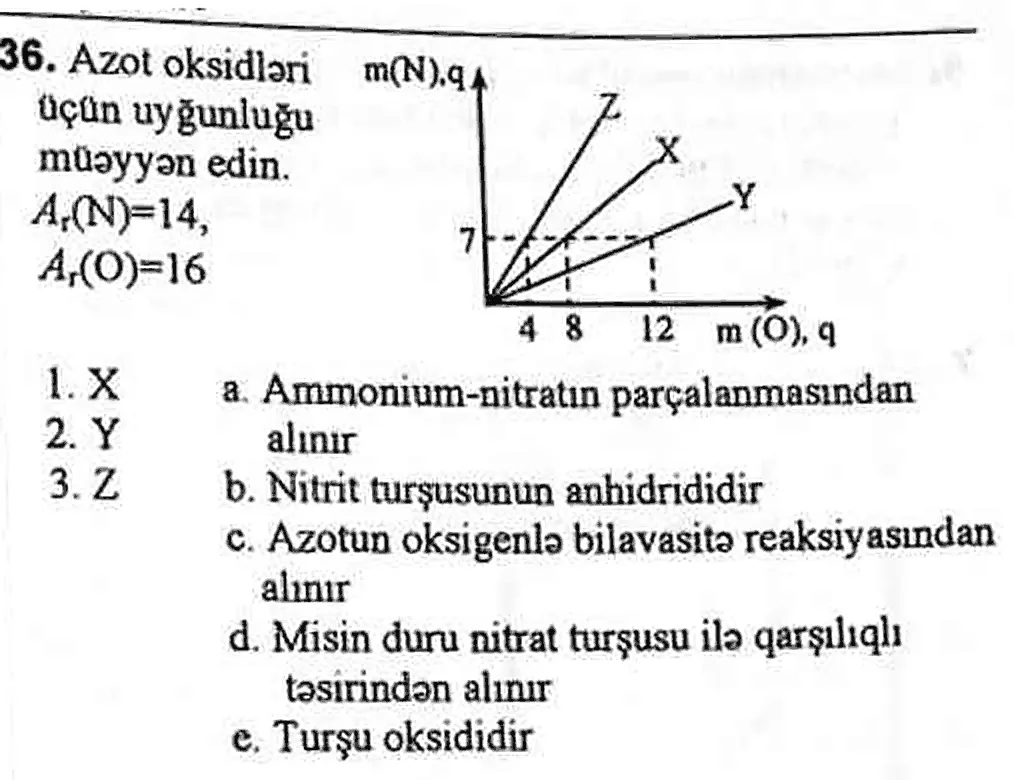 36. Azot oksidləri
üçün uyğunluğu
müəyyən edin.
Aᵣ(N)=14,
Aᵣ(O)=16
m(N),q
Z
X
Y
7
4 8 12 m (O), q
1. X
2. Y
3. Z
a. Ammonium-nitratın parçalanmasından
alınır
b. Nitrit turşusunun anhidrididir
c. Azotun oksigenlə bilavasitə reaksiyasından
alınır
d. Misin duru nitrat turşusu ilə qarşılıqlı
təsirindən alınır
e. Turşu oksididir